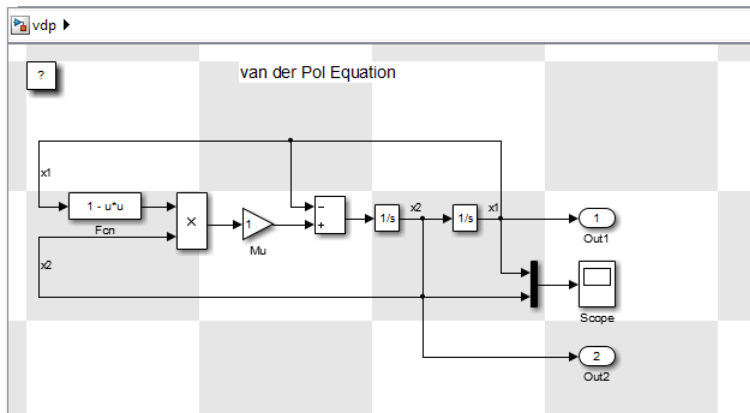 vdp
?
van der Pol Equation
x1
1 - u*u
Fcn
×
1
Mu
−
+
1/s
x2
1/s
x1
1
Out1
x2
Scope
2
Out2